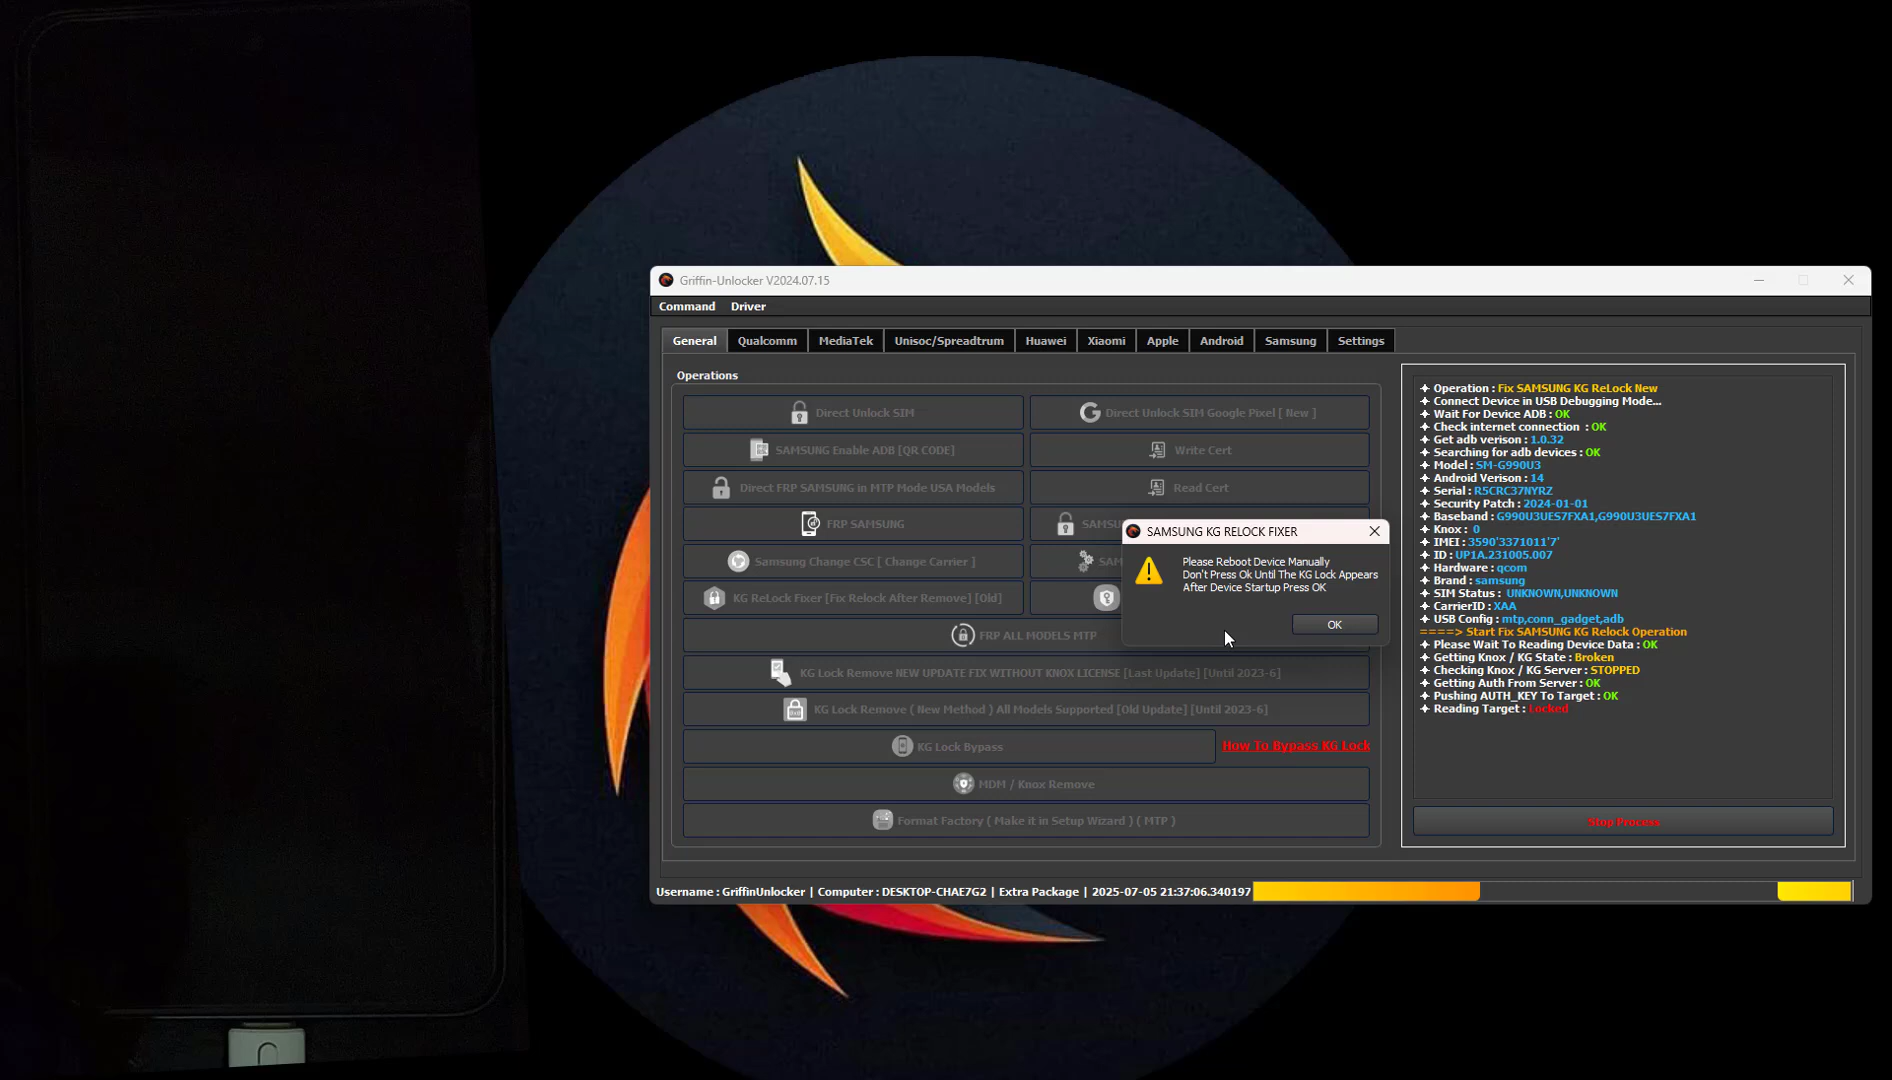 Griffin-Unlocker V2024.07.15
Command Driver
General Qualcomm MediaTek Unisoc/Spreadtrum Huawei Xiaomi Apple Android Samsung Settings
Operations
Direct Unlock SIM
Direct Unlock SIM Google Pixel [ New ]
SAMSUNG Enable ADB [QR CODE]
Write Cert
Direct FRP SAMSUNG in MTP Mode USA Models
Read Cert
FRP SAMSUNG
Samsung Change CSC [ Change Carrier ]
KG ReLock Fixer [Fix Relock After Remove] [Old]
FRP ALL MODELS MTP
KG Lock Remove NEW UPDATE FIX WITHOUT KNOX LICENSE [Last Update] [Until 2023-6]
KG Lock Remove ( New Method ) All Models Supported [Old Update] [Until 2023-6]
KG Lock Bypass
How To Bypass KG Lock
MDM / Knox Remove
Format Factory ( Make it in Setup Wizard ) ( MTP )
SAMSUNG KG RELOCK FIXER
Please Reboot Device Manually
Don't Press Ok Until The KG Lock Appears
After Device Startup Press OK
OK
Operation : Fix SAMSUNG KG ReLock New
Connect Device in USB Debugging Mode...
Wait For Device ADB : OK
Check internet connection : OK
Get adb verison : 1.0.32
Searching for adb devices : OK
Model : SM-G990U3
Android Verison : 14
Serial : R5CRC37NYRZ
Security Patch : 2024-01-01
Baseband : G990U3UES7FXA1,G990U3UES7FXA1
Knox : 0
IMEI : 3590'3371011'7'
ID : UP1A.231005.007
Hardware : qcom
Brand : samsung
SIM Status : UNKNOWN,UNKNOWN
CarrierID : XAA
USB Config : mtp,conn_gadget,adb
====> Start Fix SAMSUNG KG Relock Operation
Please Wait To Reading Device Data : OK
Getting Knox / KG State : Broken
Checking Knox / KG Server : STOPPED
Getting Auth From Server : OK
Pushing AUTH_KEY To Target : OK
Reading Target : Locked
Stop Process
Username : GriffinUnlocker | Computer : DESKTOP-CHAE7G2 | Extra Package | 2025-07-05 21:37:06.340197